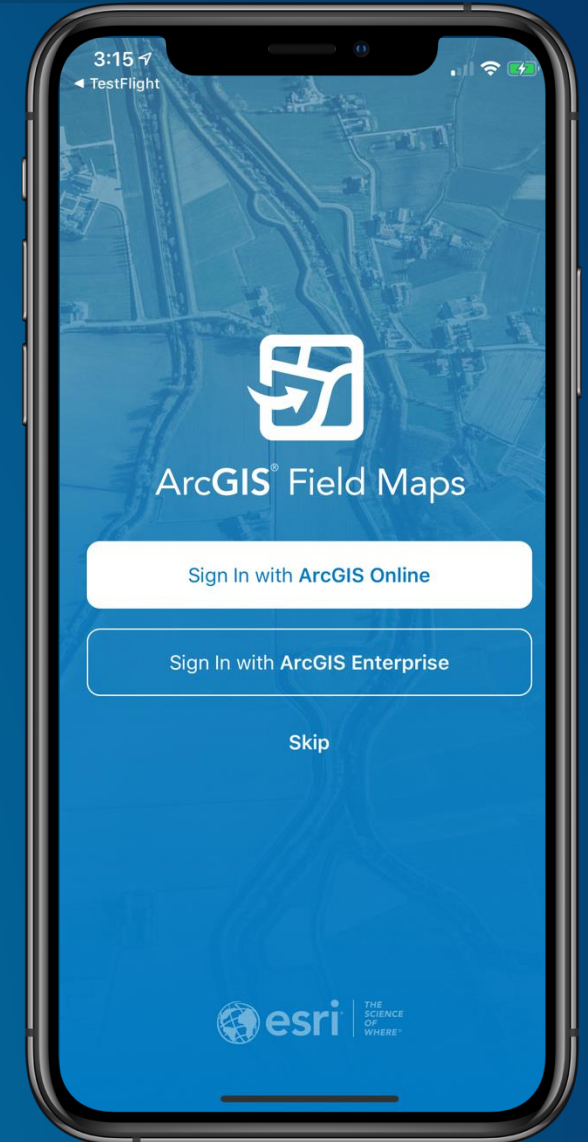 3:15
◀ TestFlight
ArcGIS® Field Maps
Sign In with ArcGIS Online
Sign In with ArcGIS Enterprise
Skip
esri
THE
SCIENCE
OF
WHERE™